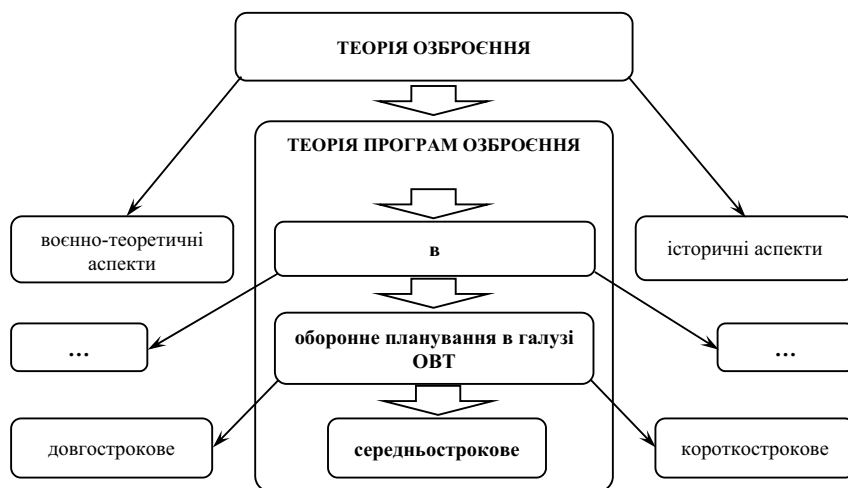 ТЕОРІЯ ОЗБРОЄННЯ
ТЕОРІЯ ПРОГРАМ ОЗБРОЄННЯ
воєнно-теоретичні
аспекти
в
історичні аспекти
...
оборонне планування в галузі
ОВТ
...
довгострокове
середньострокове
короткострокове